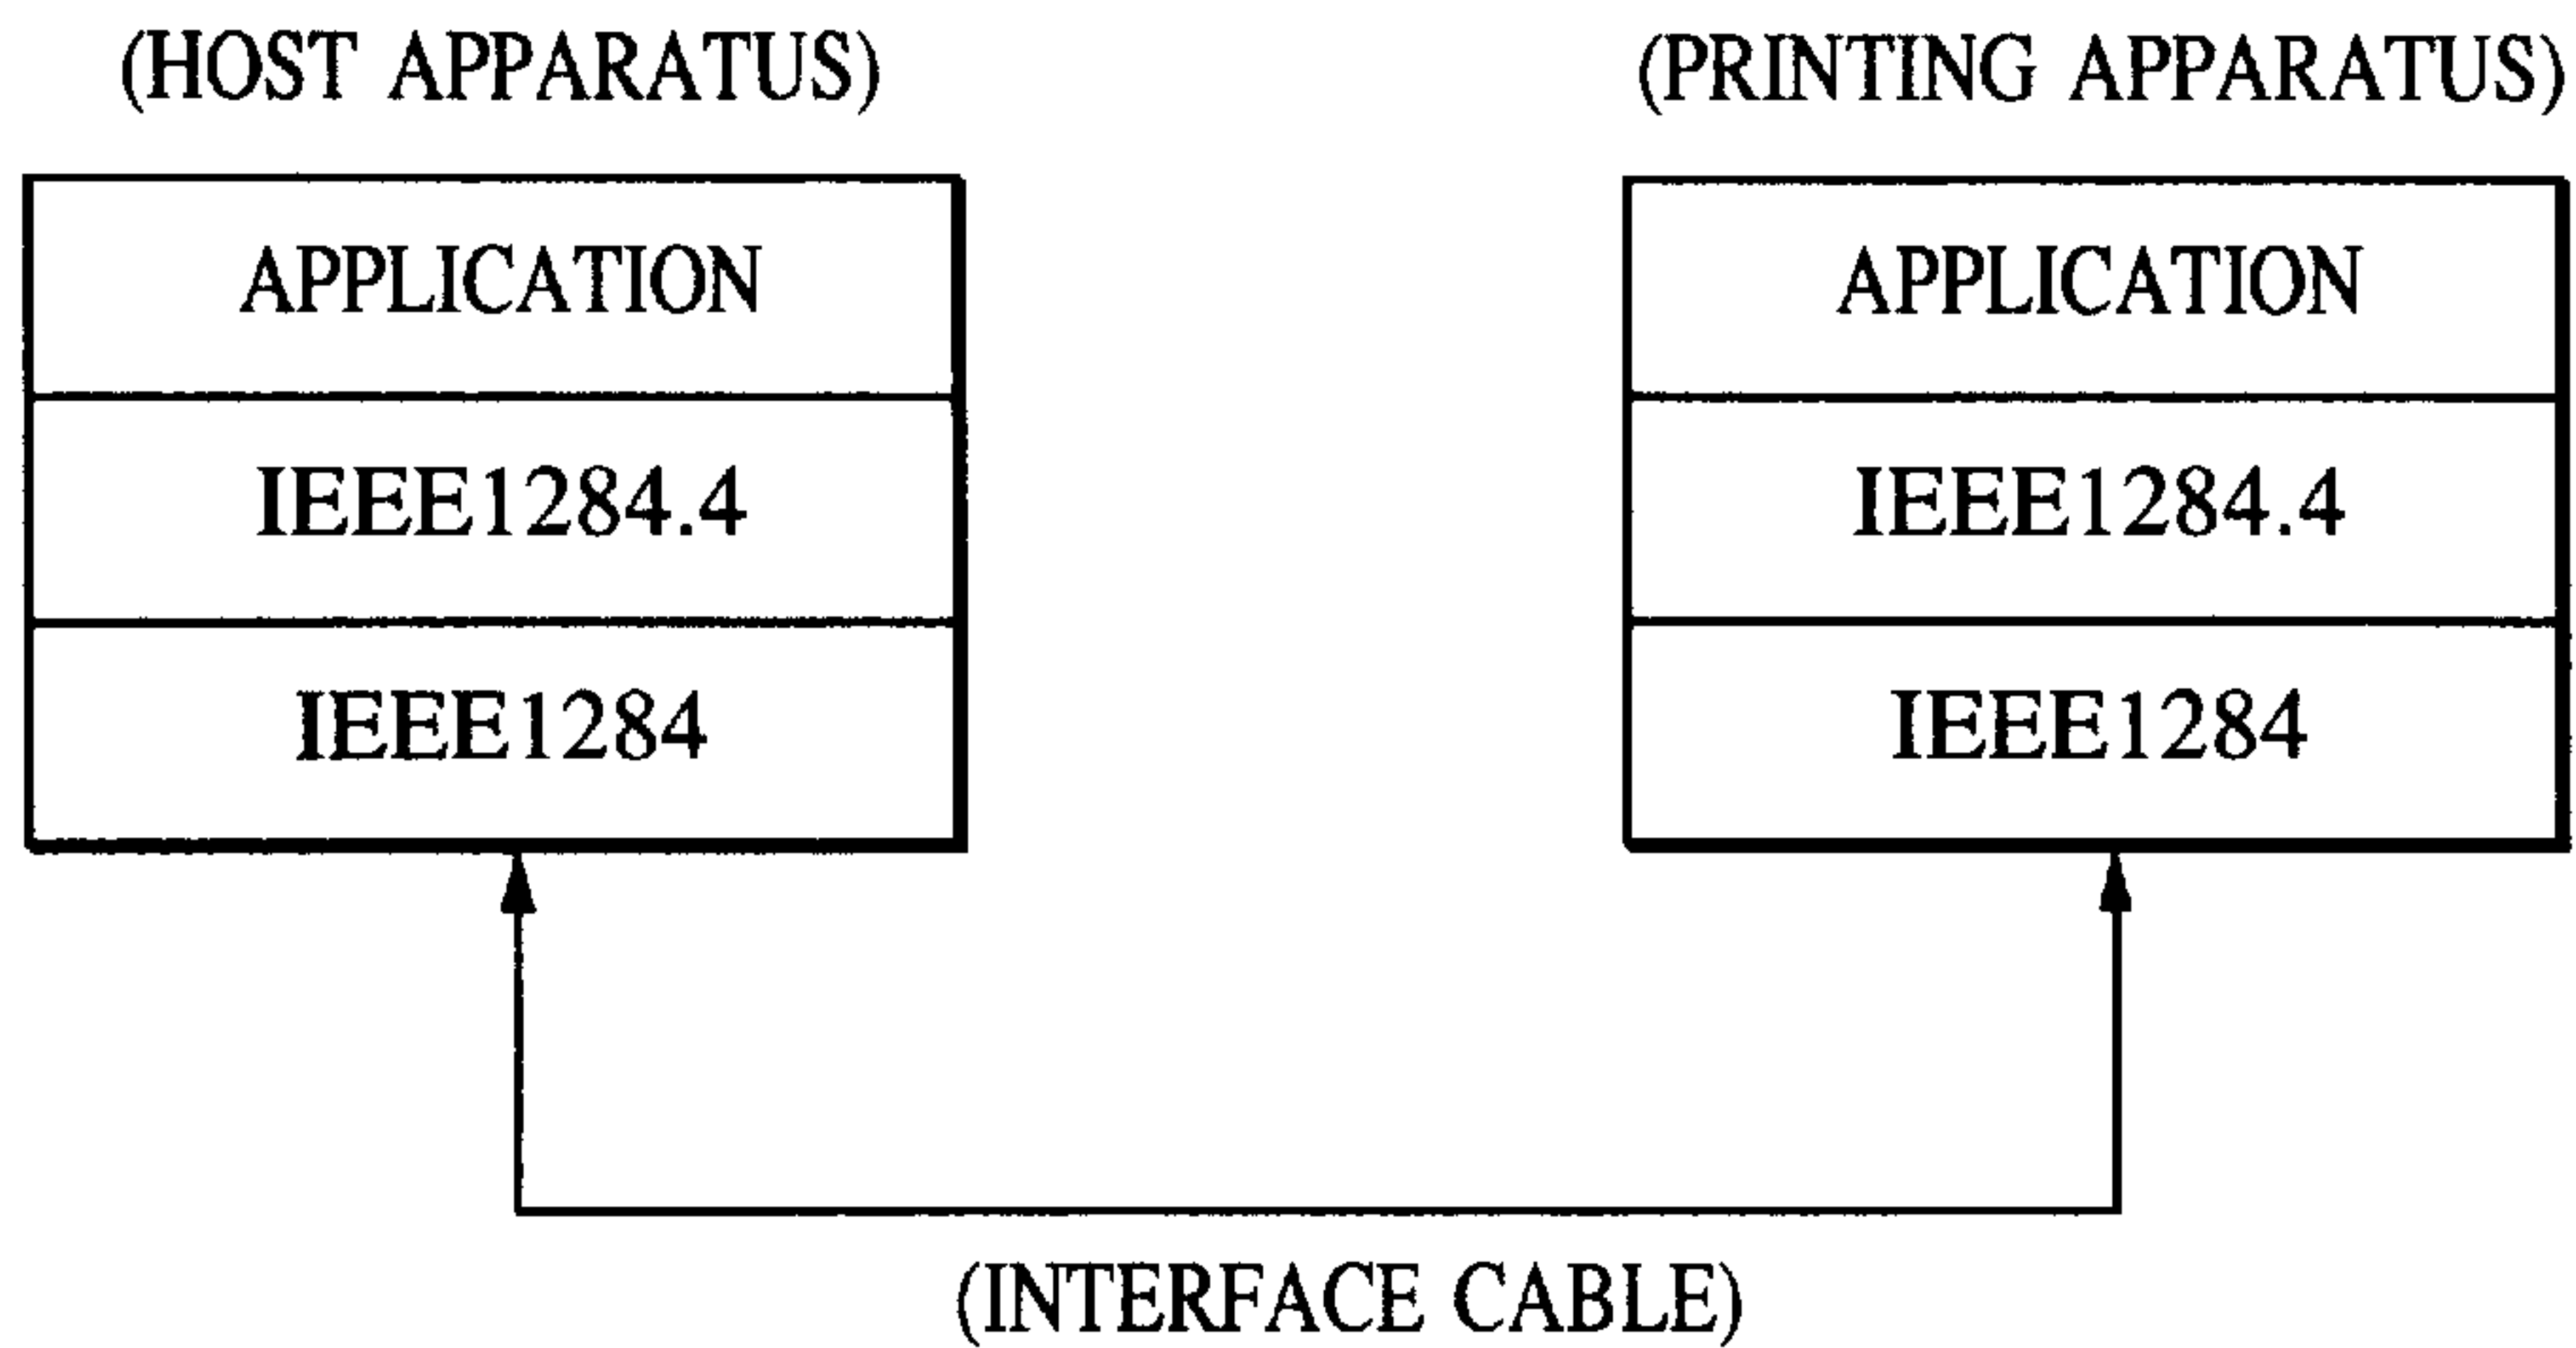 (HOST APPARATUS)
(PRINTING APPARATUS)
APPLICATION
APPLICATION
IEEE1284.4
IEEE1284.4
IEEE1284
IEEE1284
(INTERFACE CABLE)